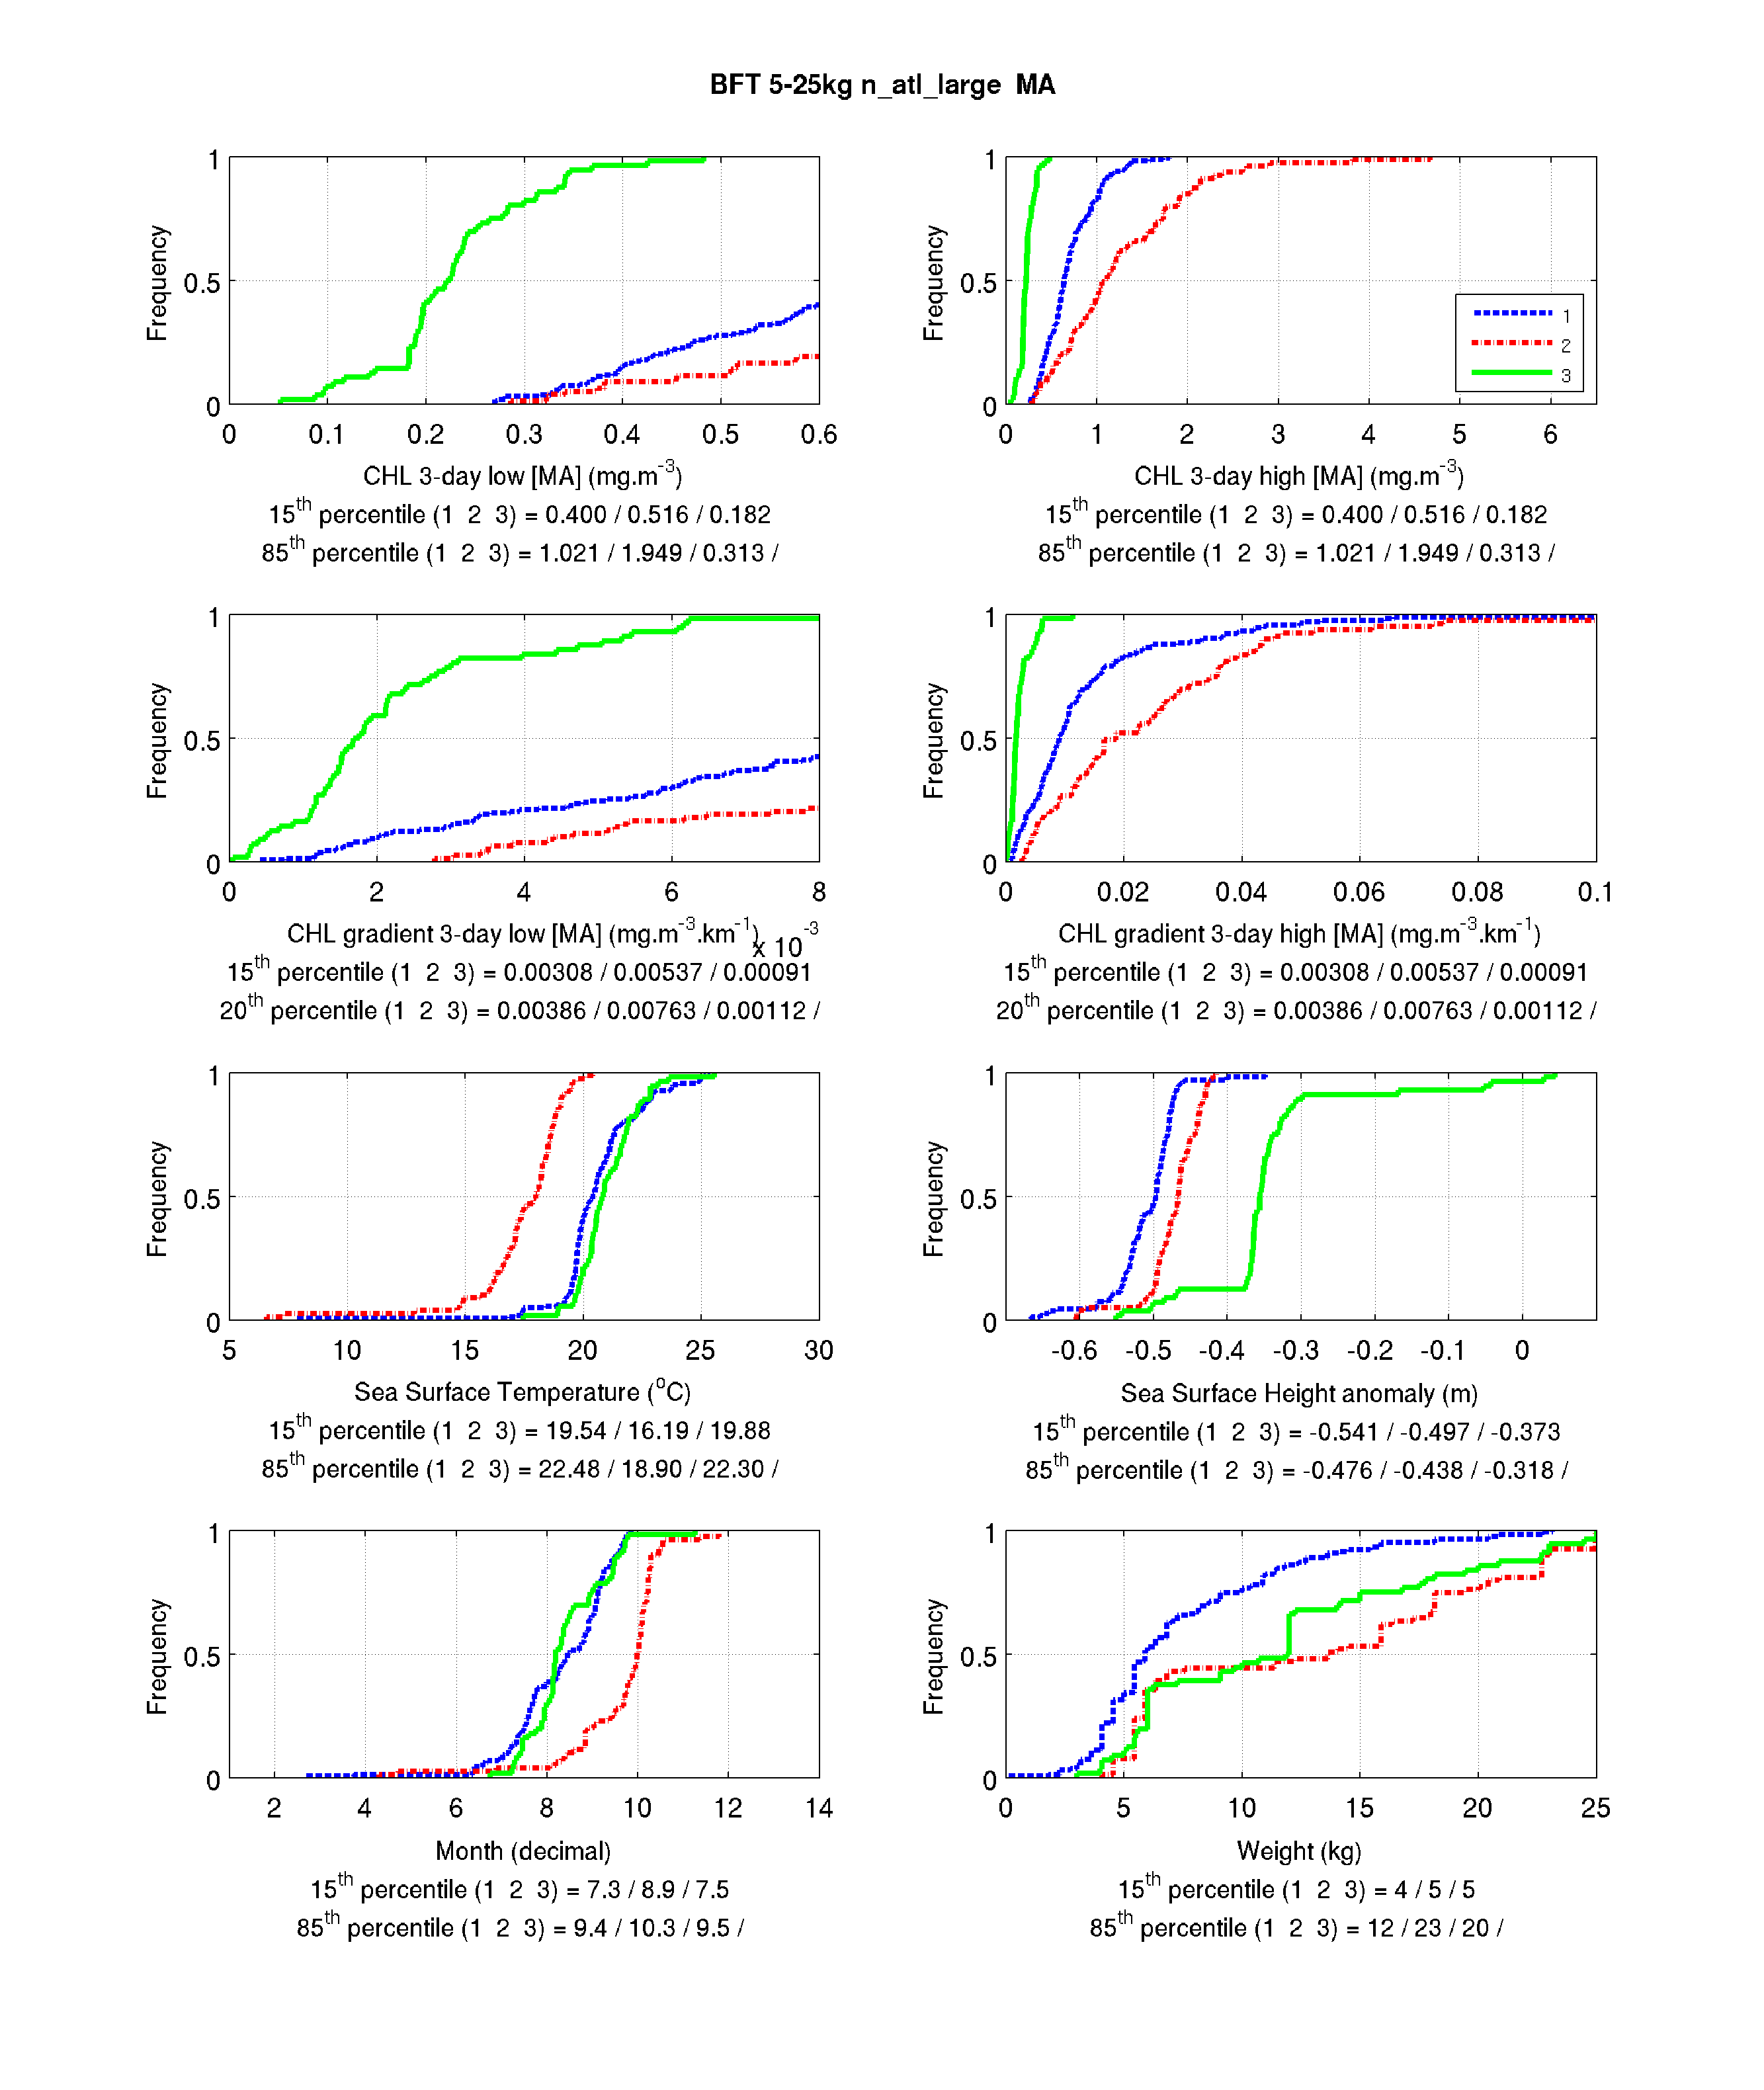 BFT 5-25kg n_atl_large  MA
1
0.5
0
Frequency
0 0.1 0.2 0.3 0.4 0.5 0.6
CHL 3-day low [MA] (mg.m-3)
15th percentile (1  2  3) = 0.400 / 0.516 / 0.182
85th percentile (1  2  3) = 1.021 / 1.949 / 0.313 /
1
0.5
0
Frequency
1
2
3
0 1 2 3 4 5 6
CHL 3-day high [MA] (mg.m-3)
15th percentile (1  2  3) = 0.400 / 0.516 / 0.182
85th percentile (1  2  3) = 1.021 / 1.949 / 0.313 /
1
0.5
0
Frequency
0 2 4 6 8
CHL gradient 3-day low [MA] (mg.m-3.km-1)
x 10-3
15th percentile (1  2  3) = 0.00308 / 0.00537 / 0.00091
20th percentile (1  2  3) = 0.00386 / 0.00763 / 0.00112 /
1
0.5
0
Frequency
0 0.02 0.04 0.06 0.08 0.1
CHL gradient 3-day high [MA] (mg.m-3.km-1)
15th percentile (1  2  3) = 0.00308 / 0.00537 / 0.00091
20th percentile (1  2  3) = 0.00386 / 0.00763 / 0.00112 /
1
0.5
0
Frequency
5 10 15 20 25 30
Sea Surface Temperature (oC)
15th percentile (1  2  3) = 19.54 / 16.19 / 19.88
85th percentile (1  2  3) = 22.48 / 18.90 / 22.30 /
1
0.5
0
Frequency
-0.6 -0.5 -0.4 -0.3 -0.2 -0.1 0
Sea Surface Height anomaly (m)
15th percentile (1  2  3) = -0.541 / -0.497 / -0.373
85th percentile (1  2  3) = -0.476 / -0.438 / -0.318 /
1
0.5
0
Frequency
2 4 6 8 10 12 14
Month (decimal)
15th percentile (1  2  3) = 7.3 / 8.9 / 7.5
85th percentile (1  2  3) = 9.4 / 10.3 / 9.5 /
1
0.5
0
Frequency
0 5 10 15 20 25
Weight (kg)
15th percentile (1  2  3) = 4 / 5 / 5
85th percentile (1  2  3) = 12 / 23 / 20 /